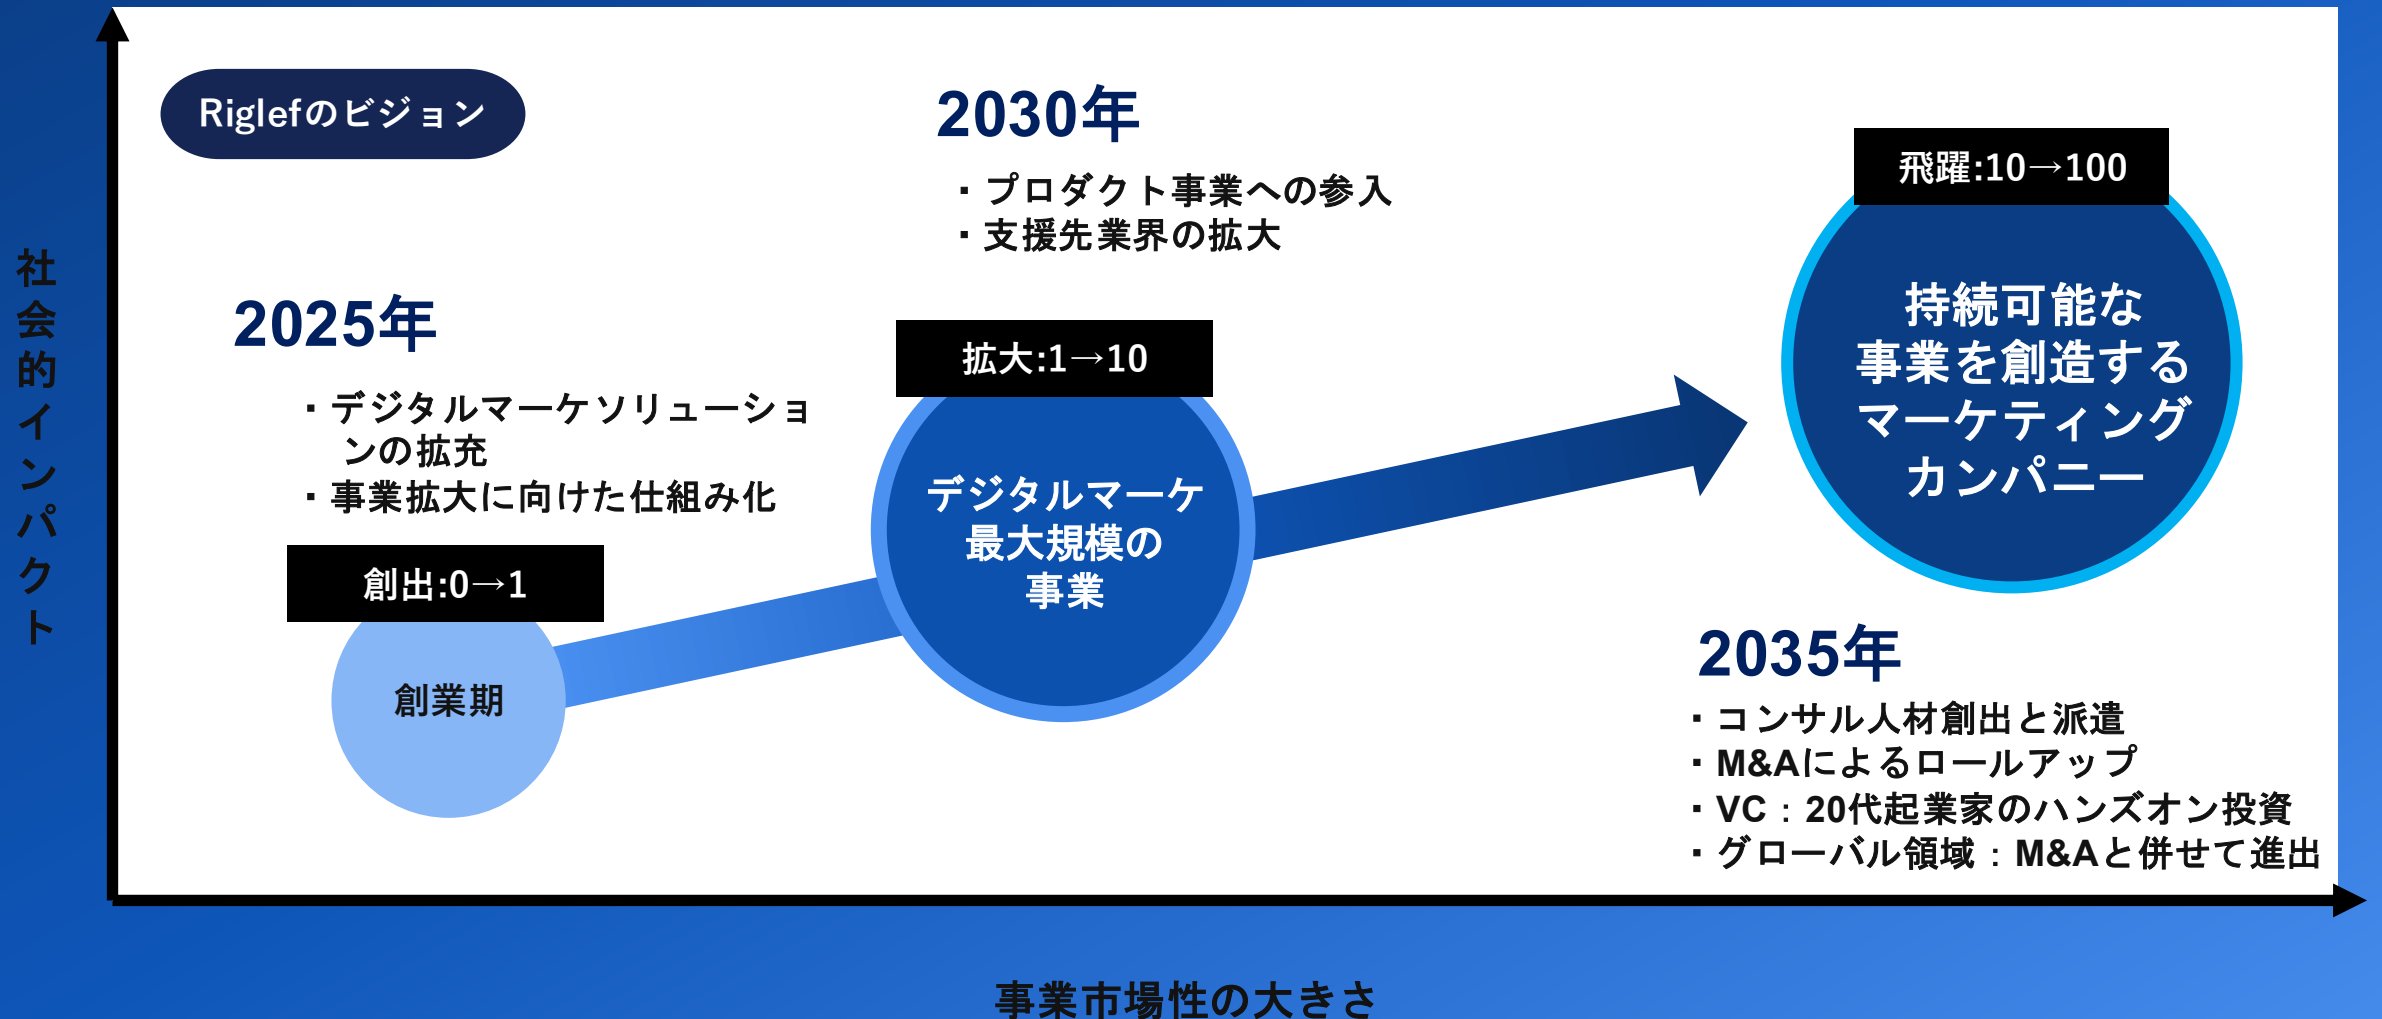 Riglefのビジョン
社会的インパクト
2025年
・デジタルマーケソリューショ
ンの拡充
・事業拡大に向けた仕組み化
創出:0→1
創業期
2030年
・プロダクト事業への参入
・支援先業界の拡大
拡大:1→10
デジタルマーケ
最大規模の
事業
飛躍:10→100
持続可能な
事業を創造する
マーケティング
カンパニー
2035年
・コンサル人材創出と派遣
・M&Aによるロールアップ
・VC：20代起業家のハンズオン投資
・グローバル領域：M&Aと併せて進出
事業市場性の大きさ